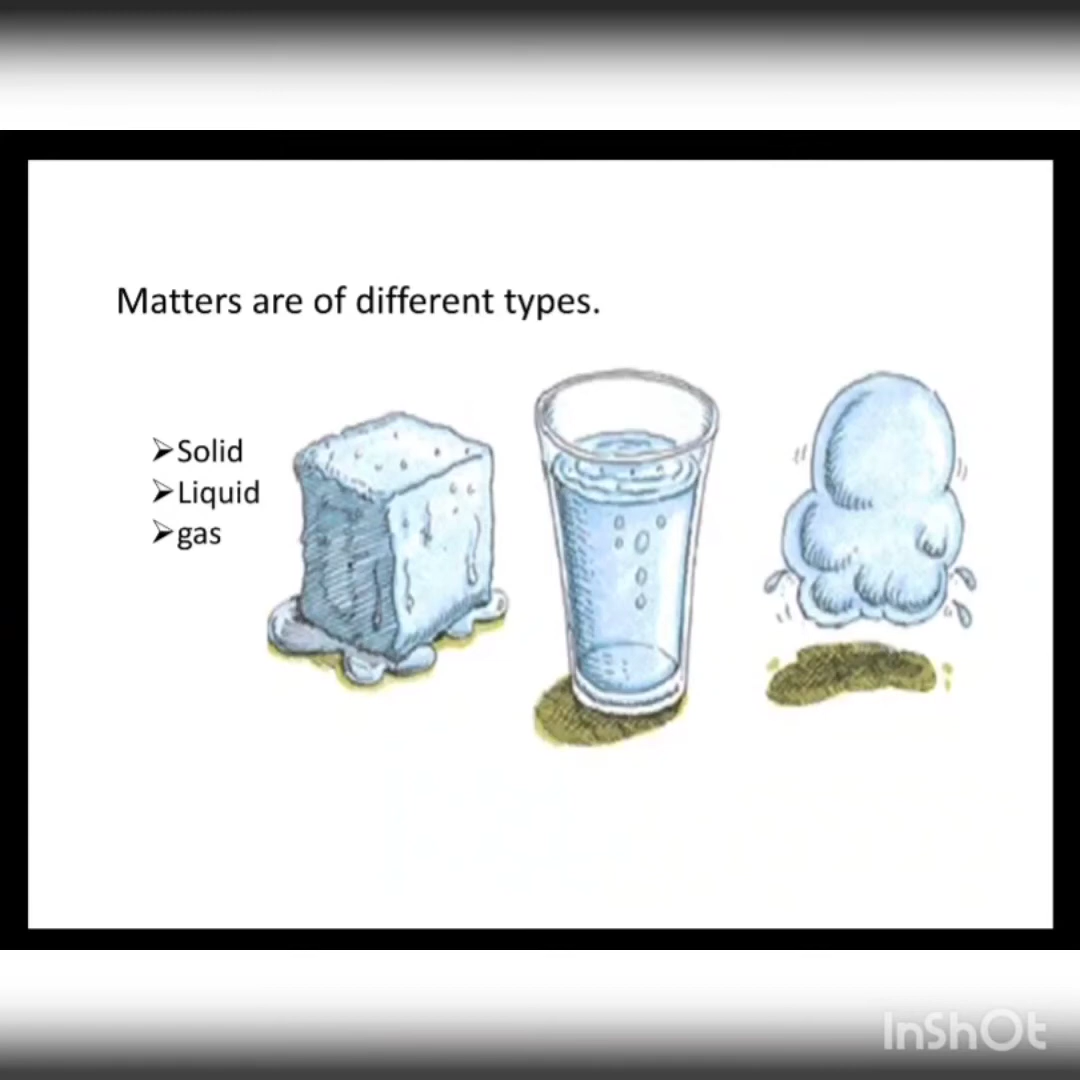 Matters are of different types.
➢Solid
➢Liquid
➢gas
InShOt